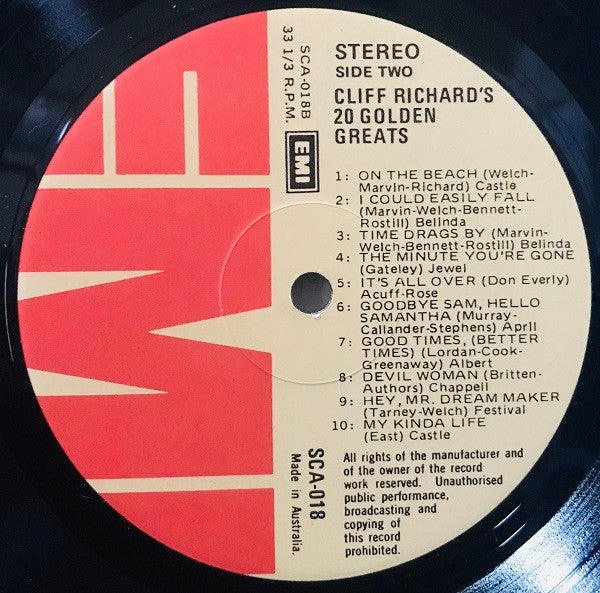 STEREO
SIDE TWO
CLIFF RICHARD'S
20 GOLDEN
GREATS
SCA-018B
33 1/3 R.P.M.
EMI
EMI
1: ON THE BEACH (Welch-
Marvin-Richard) Castle
2: I COULD EASILY FALL
(Marvin-Welch-Bennett-
Rostill) Belinda
3: TIME DRAGS BY (Marvin-
Welch-Bennett-Rostill) Belinda
4: THE MINUTE YOU'RE GONE
(Gateley) Jewel
5: IT'S ALL OVER (Don Everly)
Acuff-Rose
6: GOODBYE SAM, HELLO
SAMANTHA (Murray-
Callander-Stephens) April
7: GOOD TIMES, (BETTER
TIMES) (Lordan-Cook-
Greenaway) Albert
8: DEVIL WOMAN (Britten-
Authors) Chappell
9: HEY, MR. DREAM MAKER
(Tarney-Welch) Festival
10: MY KINDA LIFE
(East) Castle
SCA-018
Made in Australia.
All rights of the manufacturer and
of the owner of the record
work reserved. Unauthorised
public performance,
broadcasting and
copying of
this record
prohibited.